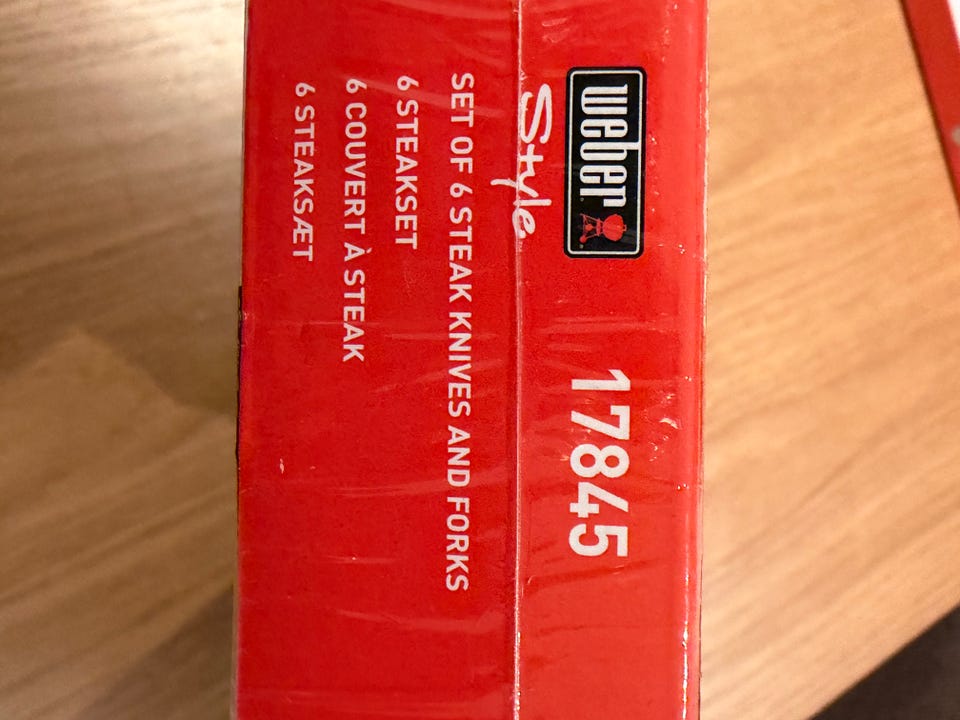 weber
Style
17845
SET OF 6 STEAK KNIVES AND FORKS
6 STEAKSET
6 COUVERT À STEAK
6 STEAKSÆT